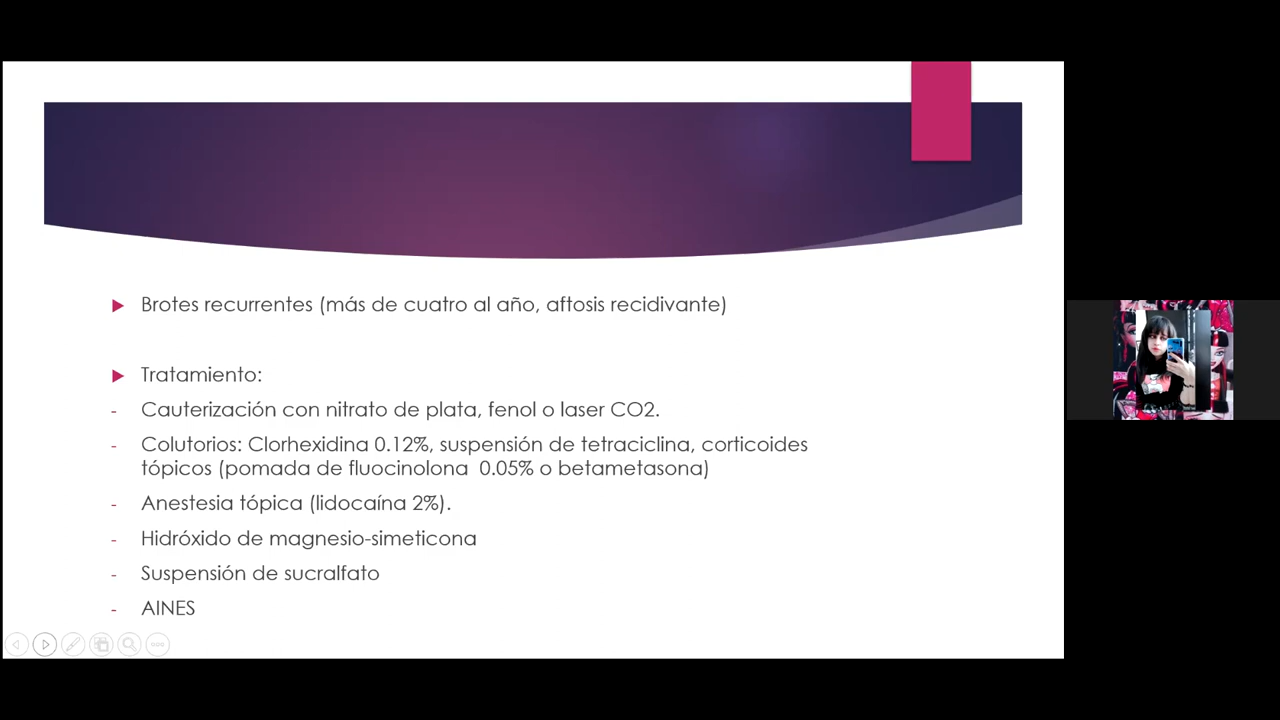 Brotes recurrentes (más de cuatro al año, aftosis recidivante)
Tratamiento:
- Cauterización con nitrato de plata, fenol o laser CO2.
- Colutorios: Clorhexidina 0.12%, suspensión de tetraciclina, corticoides
tópicos (pomada de fluocinolona  0.05% o betametasona)
- Anestesia tópica (lidocaína 2%).
- Hidróxido de magnesio-simeticona
- Suspensión de sucralfato
- AINES